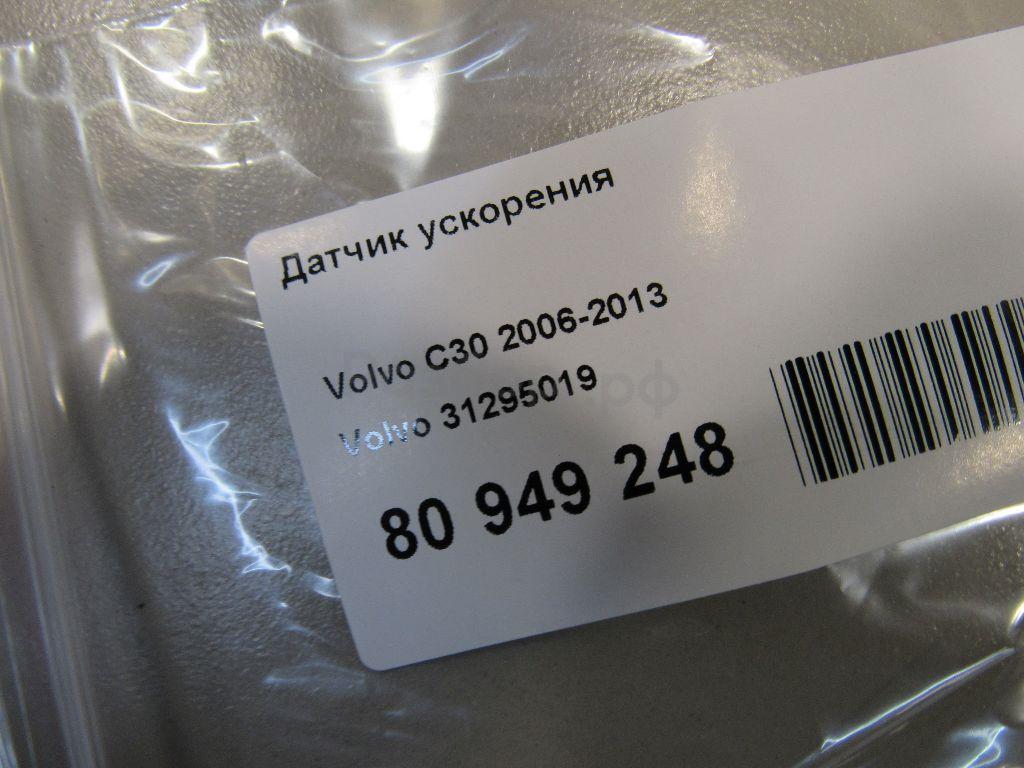 Датчик ускорения
Volvo C30 2006-2013
Volvo 31295019
80 949 248